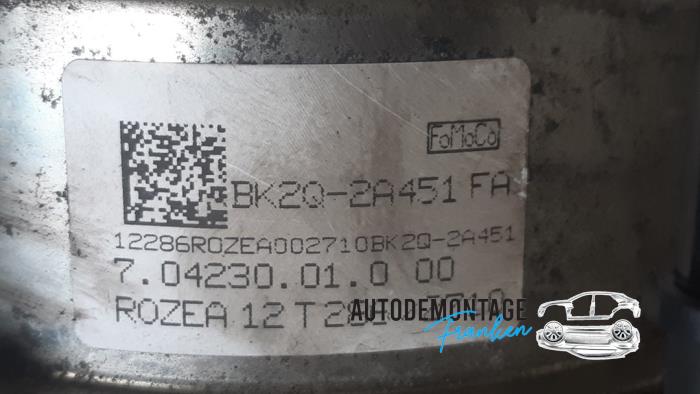 FoMoCo
BK2Q-2A451 FA
12286ROZEA002710BK2Q-2A451
7.04230.01.0 00
ROZEA 12 T
AUTODEMONTAGE
Franken